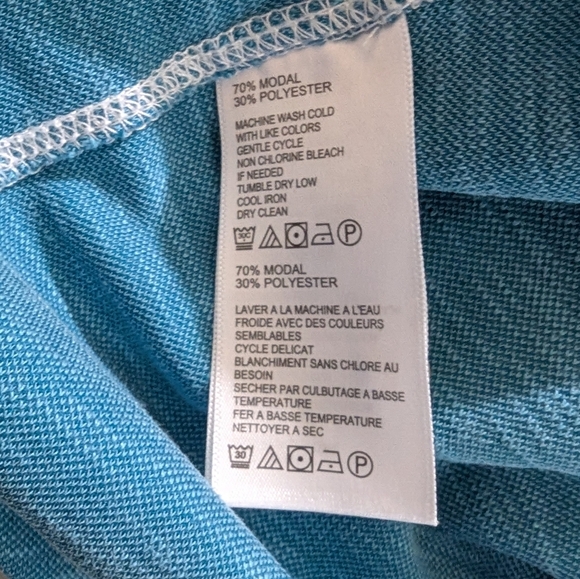 70% MODAL
30% POLYESTER
MACHINE WASH COLD
WITH LIKE COLORS
GENTLE CYCLE
NON CHLORINE BLEACH
IF NEEDED
TUMBLE DRY LOW
COOL IRON
DRY CLEAN
30C P
70% MODAL
30% POLYESTER
LAVER A LA MACHINE A L'EAU
FROIDE AVEC DES COULEURS
SEMBLABLES
CYCLE DELICAT
BLANCHIMENT SANS CHLORE AU
BESOIN
SECHER PAR CULBUTAGE A BASSE
TEMPERATURE
FER A BASSE TEMPERATURE
NETTOYER A SEC
30 P